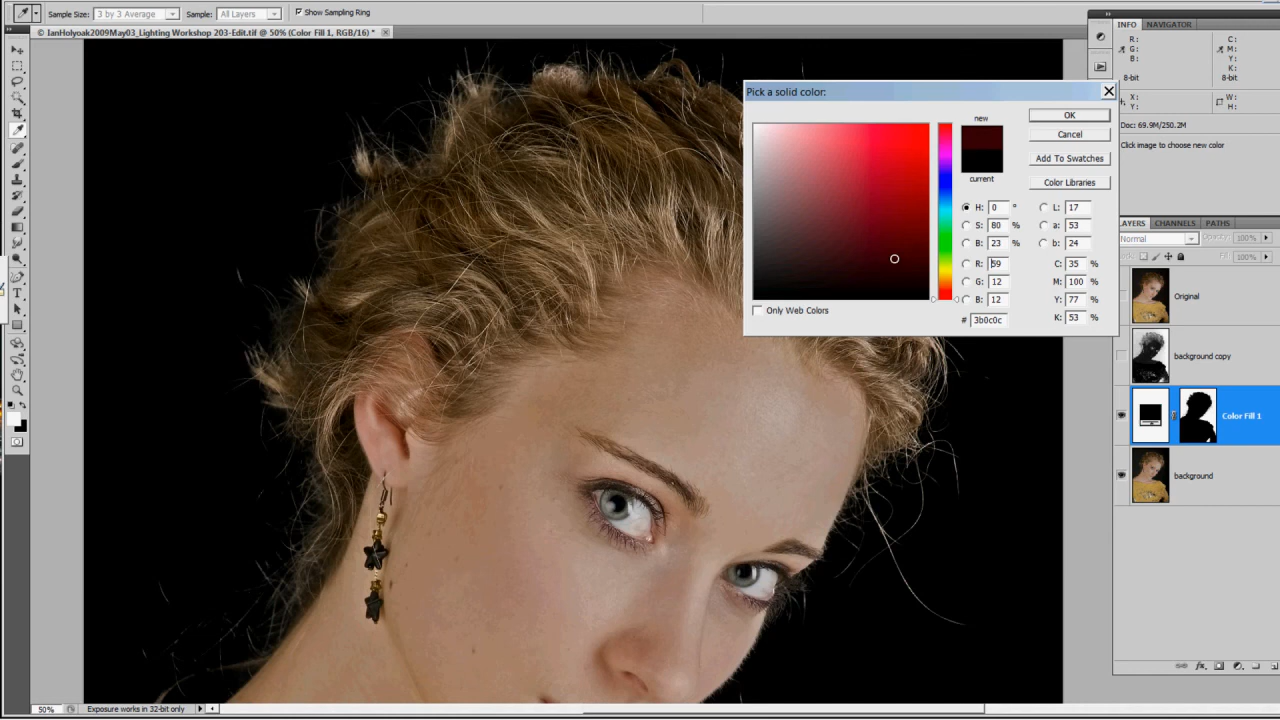 Sample Size: 3 by 3 Average Sample: All Layers Show Sampling Ring
© IanHolyoak2009May03_Lighting Workshop 203-Edit.tif @ 50% (Color Fill 1, RGB/16) *
INFO NAVIGATOR
R: C:
G: M:
B: Y:
K:
8-bit 8-bit
X: W:
Y: H:
Doc: 69.9M/250.2M
Click image to choose new color
Pick a solid color:
new
current
OK
Cancel
Add To Swatches
Color Libraries
H: 0 ° L: 17
S: 80 % a: 53
B: 23 % b: 24
R: 59 C: 35 %
G: 12 M: 100 %
B: 12 Y: 77 %
# 3b0c0c K: 53 %
Only Web Colors
LAYERS CHANNELS PATHS
Normal Opacity: 100%
Fill: 100%
Original
background copy
Color Fill 1
background
T
50% Exposure works in 32-bit only
fx